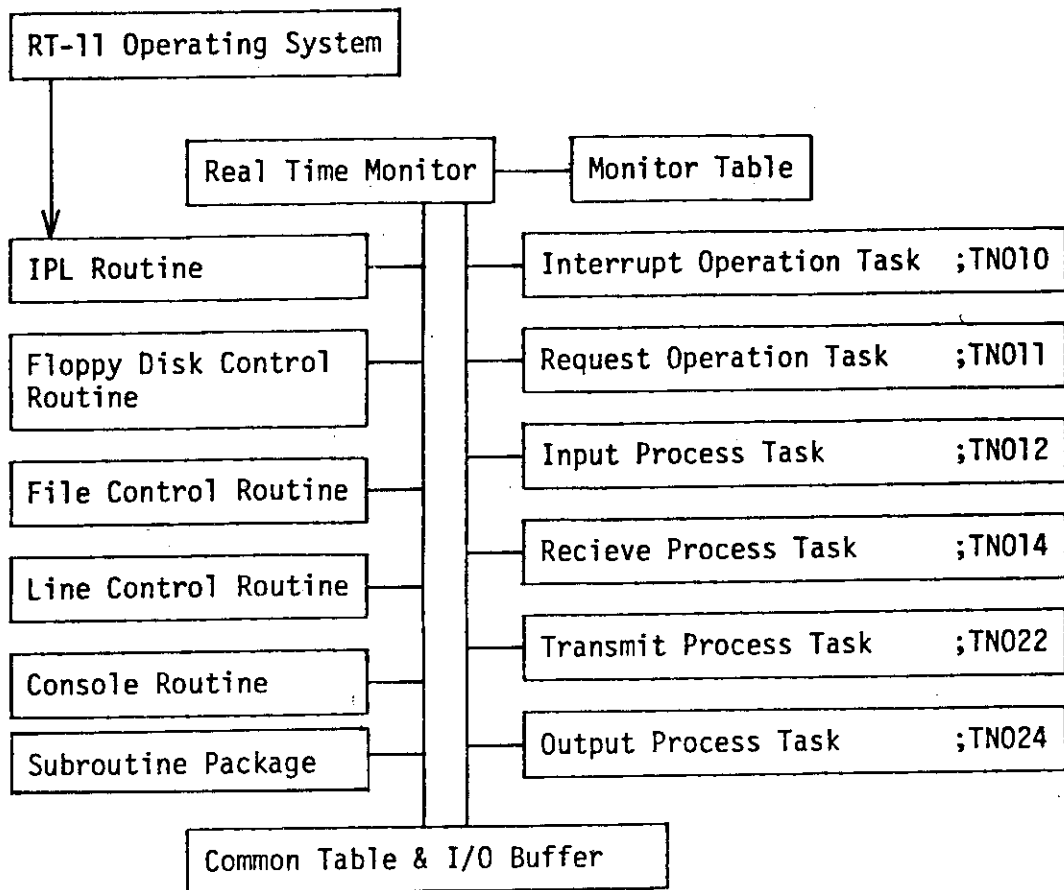 RT-11 Operating System
Real Time Monitor
Monitor Table
IPL Routine
Floppy Disk Control
Routine
File Control Routine
Line Control Routine
Console Routine
Subroutine Package
Interrupt Operation Task ;TN010
Request Operation Task ;TN011
Input Process Task ;TN012
Recieve Process Task ;TN014
Transmit Process Task ;TN022
Output Process Task ;TN024
Common Table & I/O Buffer